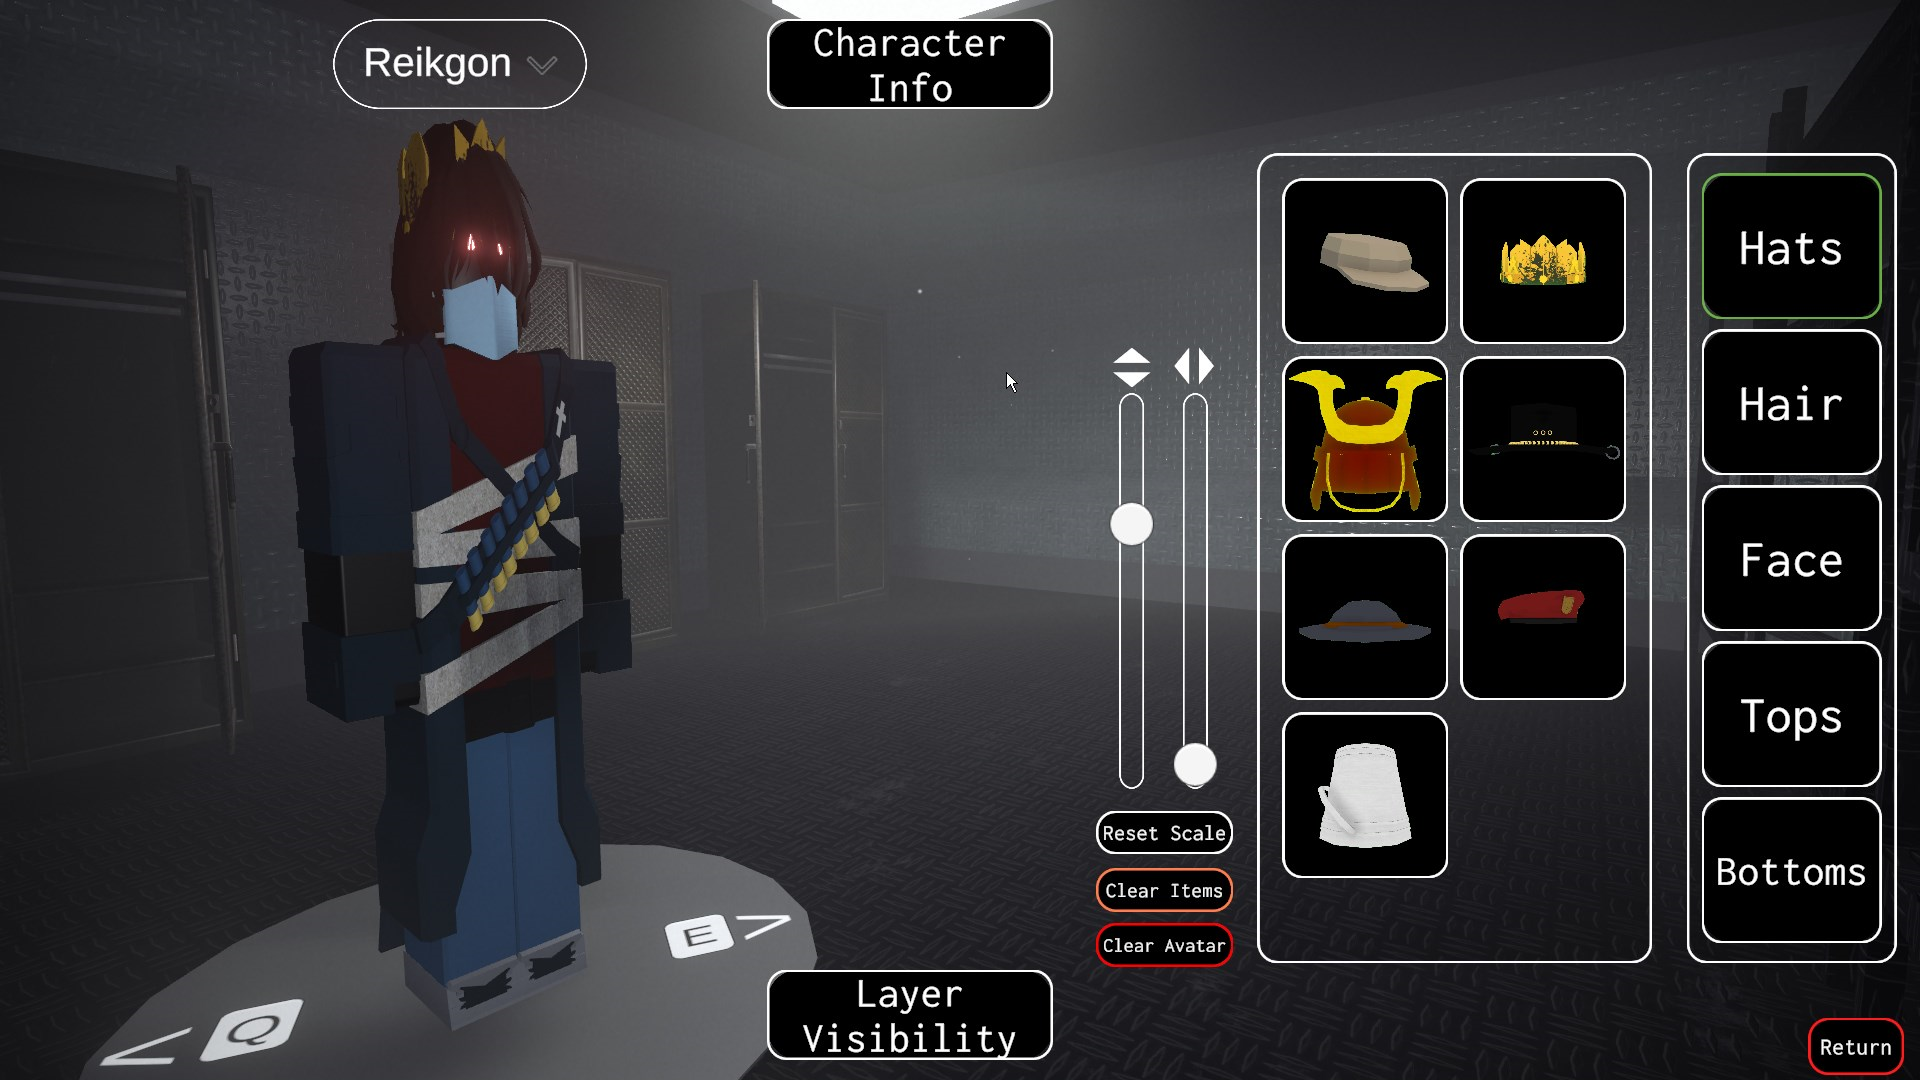 Reikgon
Character
Info
Hats
Hair
Face
Tops
Bottoms
Reset Scale
Clear Items
Clear Avatar
E >
< Q
Layer
Visibility
Return